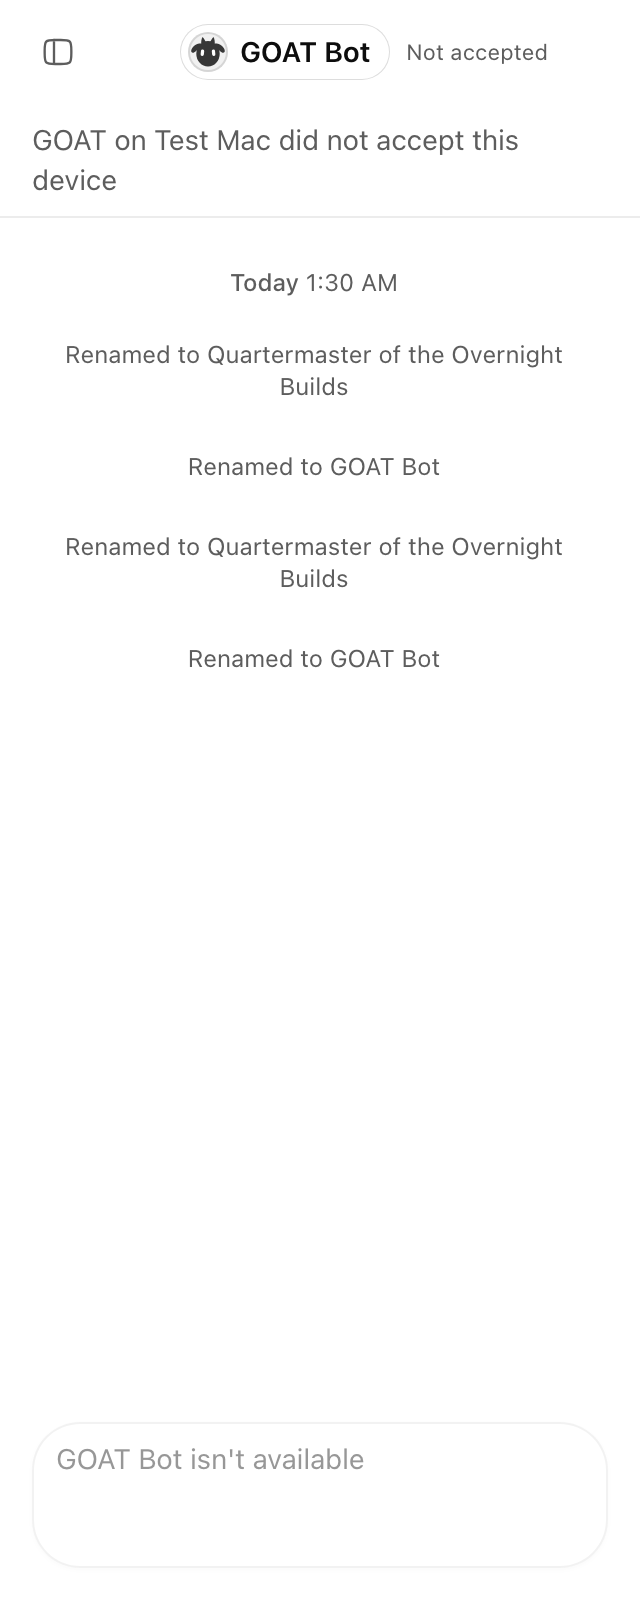 GOAT Bot Not accepted
GOAT on Test Mac did not accept this
device
Today 1:30 AM
Renamed to Quartermaster of the Overnight
Builds
Renamed to GOAT Bot
Renamed to Quartermaster of the Overnight
Builds
Renamed to GOAT Bot
GOAT Bot isn't available